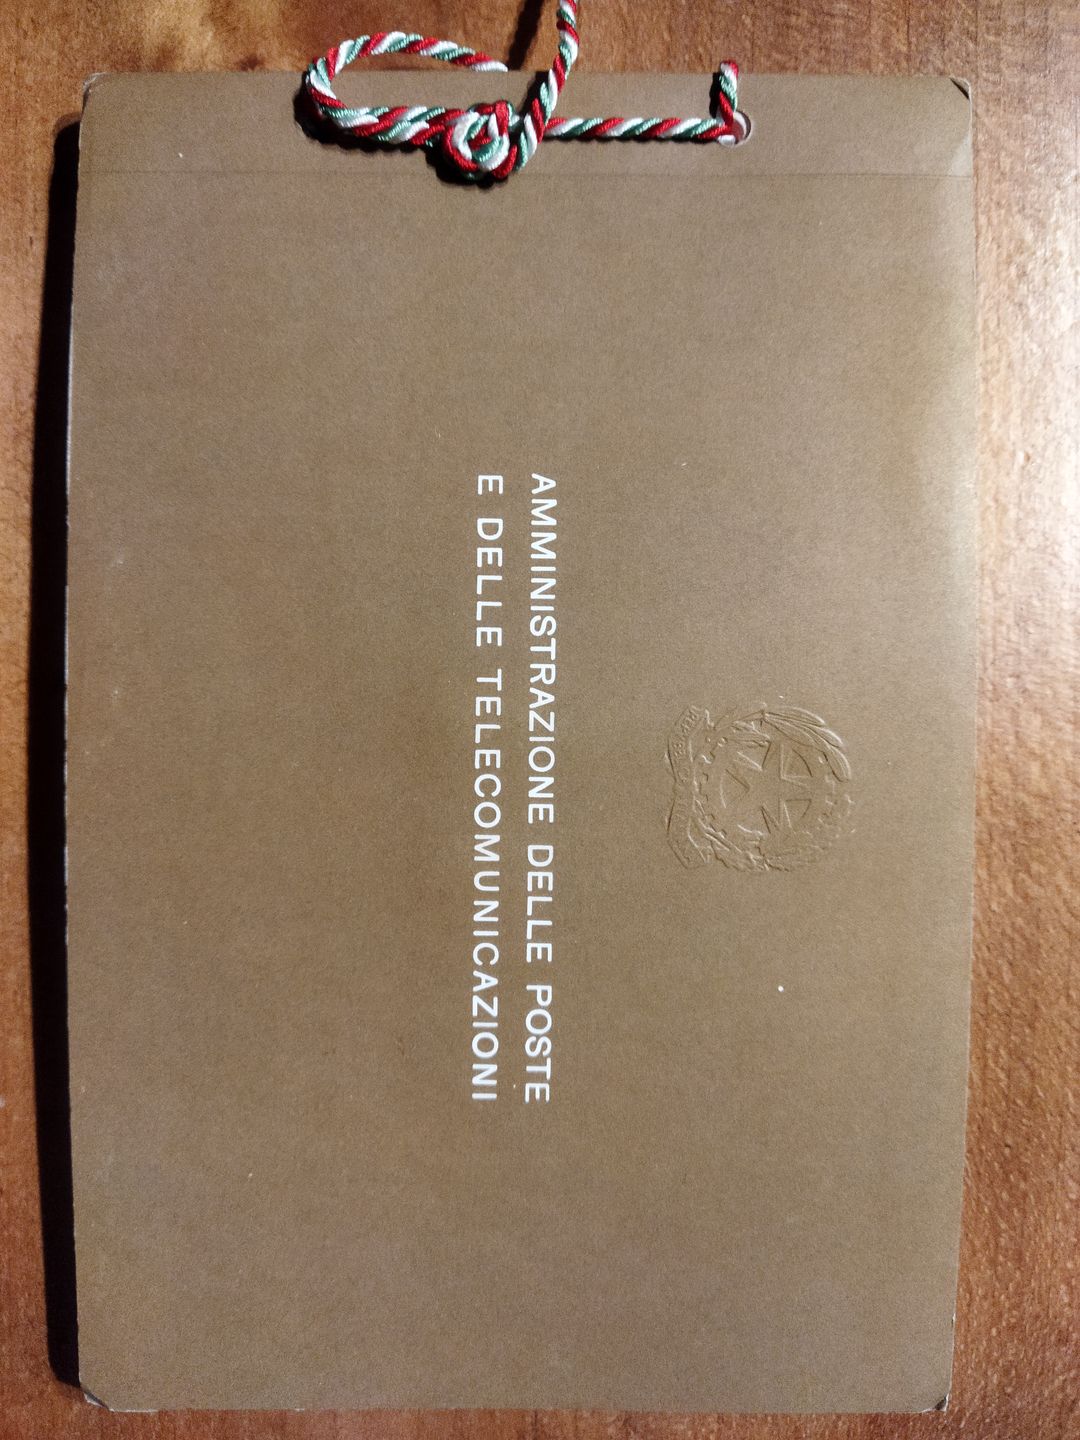 AMMINISTRAZIONE DELLE POSTE
E DELLE TELECOMUNICAZIONI